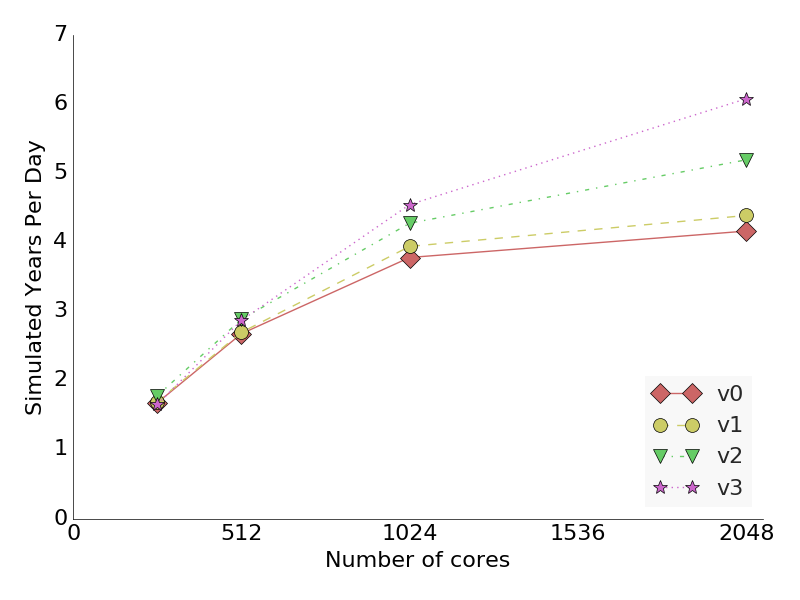 7
6
5
4
3
2
1
0
Simulated Years Per Day
0 512 1024 1536 2048
Number of cores
v0
v1
v2
v3